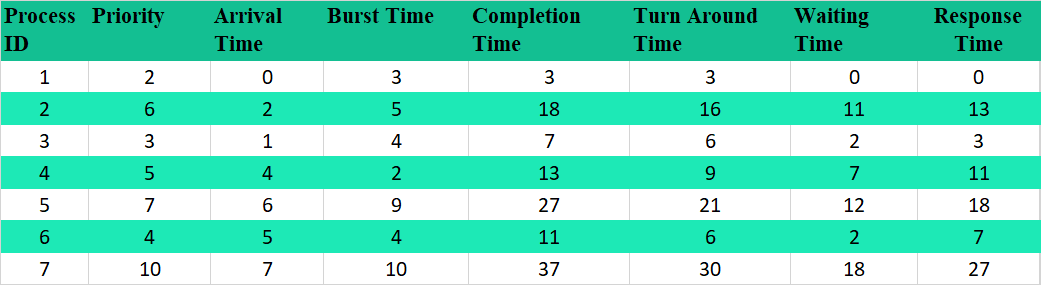 Process ID Priority Arrival Time Burst Time Completion Time Turn Around Time Waiting Time Response Time
1 2 0 3 3 3 0 0
2 6 2 5 18 16 11 13
3 3 1 4 7 6 2 3
4 5 4 2 13 9 7 11
5 7 6 9 27 21 12 18
6 4 5 4 11 6 2 7
7 10 7 10 37 30 18 27